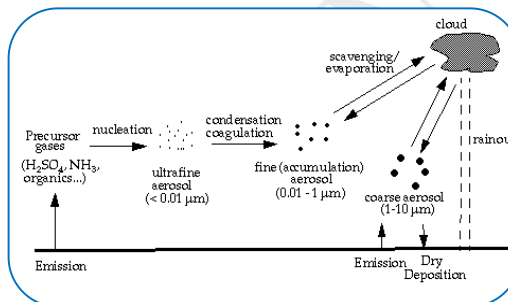 cloud
scavenging/
evaporation
condensation
coagulation
nucleation
rainout
Precursor
gases
(H₂SO₄, NH₃,
organics...)
ultrafine
aerosol
(< 0.01 μm)
fine (accumulation)
aerosol
(0.01 - 1 μm)
coarse aerosol
(1-10 μm)
Emission
Emission
Dry
Deposition